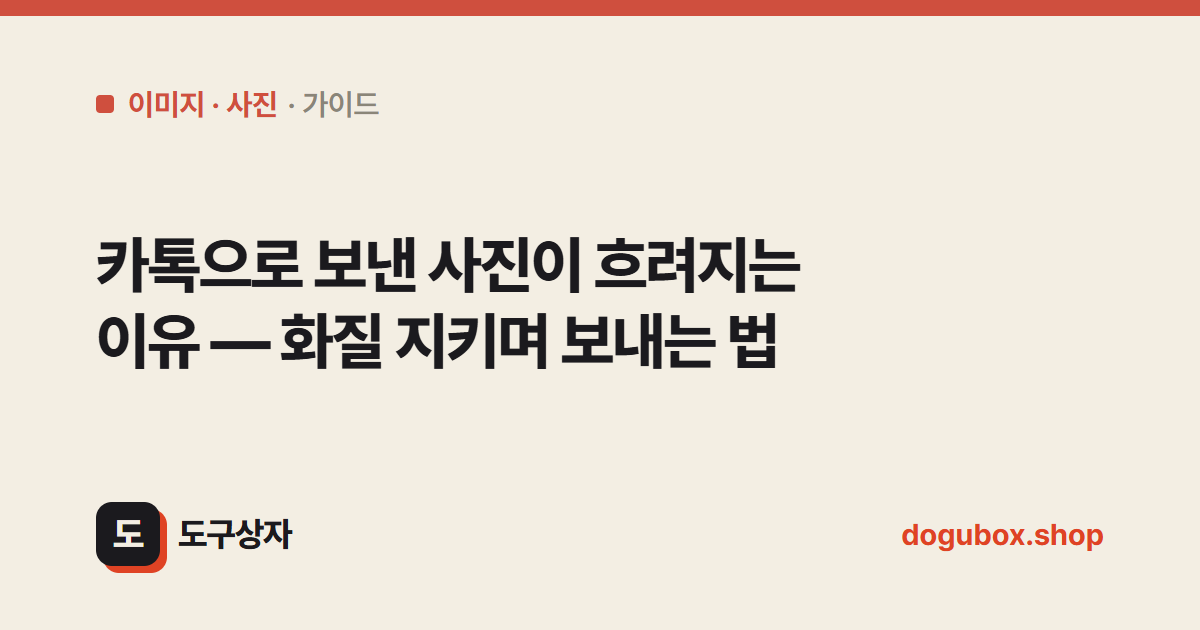 이미지 · 사진 · 가이드
카톡으로 보낸 사진이 흐려지는
이유 — 화질 지키며 보내는 법
도 도구상자
dogubox.shop